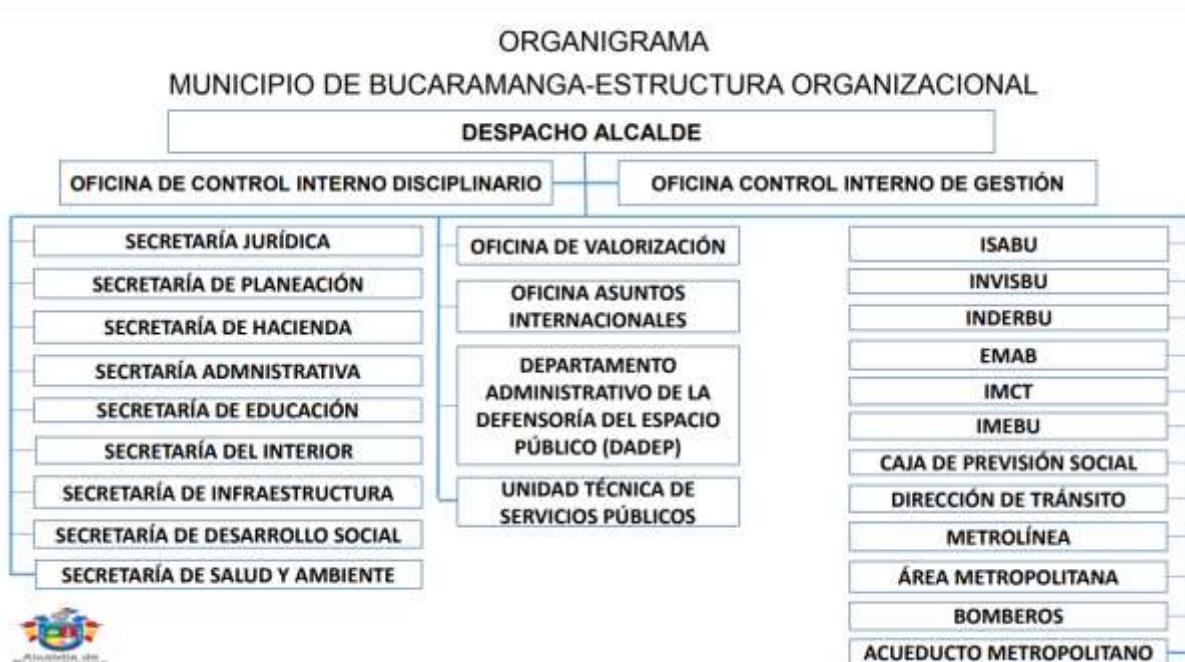 ORGANIGRAMA
MUNICIPIO DE BUCARAMANGA-ESTRUCTURA ORGANIZACIONAL
DESPACHO ALCALDE
OFICINA DE CONTROL INTERNO DISCIPLINARIO
OFICINA CONTROL INTERNO DE GESTIÓN
SECRETARÍA JURÍDICA
SECRETARÍA DE PLANEACIÓN
SECRETARÍA DE HACIENDA
SECRTARÍA ADMNISTRATIVA
SECRETARÍA DE EDUCACIÓN
SECRETARÍA DEL INTERIOR
SECRETARÍA DE INFRAESTRUCTURA
SECRETARÍA DE DESARROLLO SOCIAL
SECRETARÍA DE SALUD Y AMBIENTE
OFICINA DE VALORIZACIÓN
OFICINA ASUNTOS
INTERNACIONALES
DEPARTAMENTO
ADMINISTRATIVO DE LA
DEFENSORÍA DEL ESPACIO
PÚBLICO (DADEP)
UNIDAD TÉCNICA DE
SERVICIOS PÚBLICOS
ISABU
INVISBU
INDERBU
EMAB
IMCT
IMEBU
CAJA DE PREVISIÓN SOCIAL
DIRECCIÓN DE TRÁNSITO
METROLÍNEA
ÁREA METROPOLITANA
BOMBEROS
ACUEDUCTO METROPOLITANO
Alcaldía de